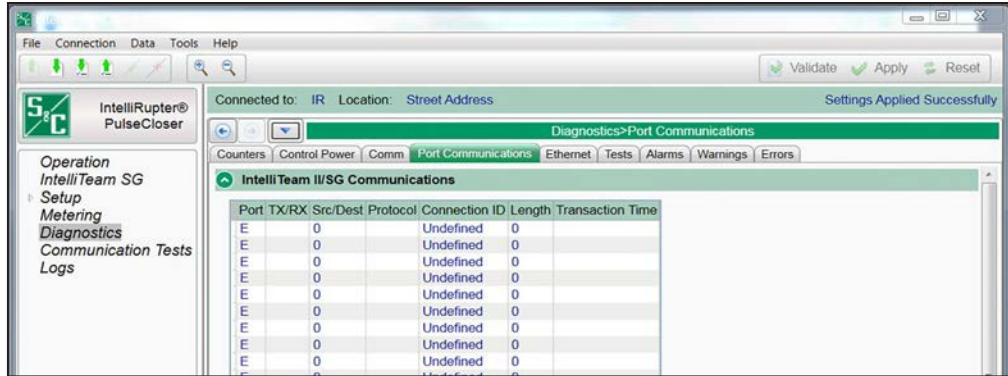 File Connection Data Tools Help
Validate Apply Reset
S&C
IntelliRupter®
PulseCloser
Connected to: IR Location: Street Address Settings Applied Successfully
Diagnostics>Port Communications
Counters Control Power Comm Port Communications Ethernet Tests Alarms Warnings Errors
Operation
IntelliTeam SG
Setup
Metering
Diagnostics
Communication Tests
Logs
IntelliTeam II/SG Communications
Port TX/RX Src/Dest Protocol Connection ID Length Transaction Time
E 0 Undefined 0
E 0 Undefined 0
E 0 Undefined 0
E 0 Undefined 0
E 0 Undefined 0
E 0 Undefined 0
E 0 Undefined 0
E 0 Undefined 0
E 0 Undefined 0